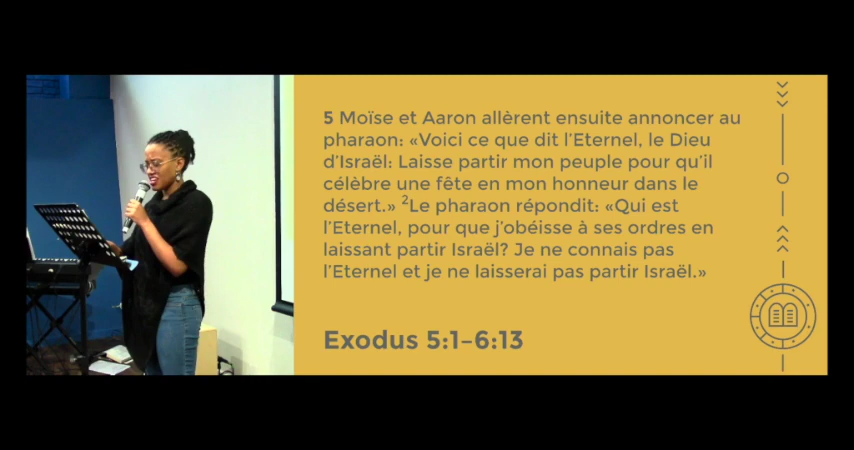 5 Moïse et Aaron allèrent ensuite annoncer au
pharaon: «Voici ce que dit l'Eternel, le Dieu
d'Israël: Laisse partir mon peuple pour qu'il
célèbre une fête en mon honneur dans le
désert.» 2Le pharaon répondit: «Qui est
l'Eternel, pour que j'obéisse à ses ordres en
laissant partir Israël? Je ne connais pas
l'Eternel et je ne laisserai pas partir Israël.»
Exodus 5:1–6:13